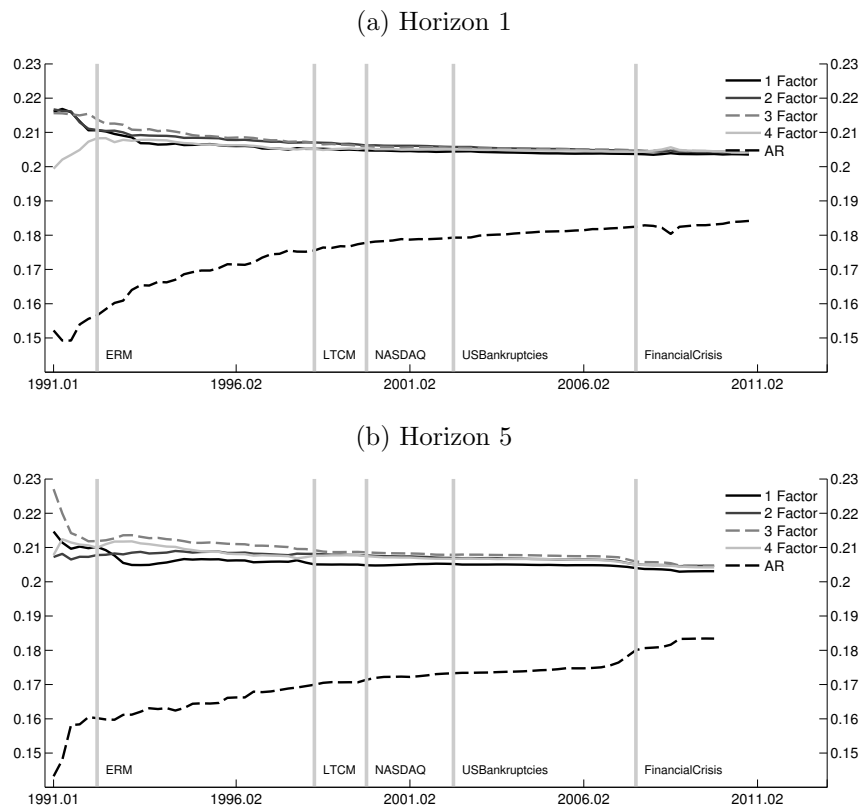 (a) Horizon 1
0.23 0.23
0.22 0.22
0.21 0.21
0.2 0.2
0.19 0.19
0.18 0.18
0.17 0.17
0.16 0.16
0.15 0.15
1 Factor
2 Factor
3 Factor
4 Factor
AR
ERM LTCM NASDAQ USBankruptcies FinancialCrisis
1991.01 1996.02 2001.02 2006.02 2011.02
(b) Horizon 5
0.23 0.23
0.22 0.22
0.21 0.21
0.2 0.2
0.19 0.19
0.18 0.18
0.17 0.17
0.16 0.16
0.15 0.15
1 Factor
2 Factor
3 Factor
4 Factor
AR
ERM LTCM NASDAQ USBankruptcies FinancialCrisis
1991.01 1996.02 2001.02 2006.02 2011.02